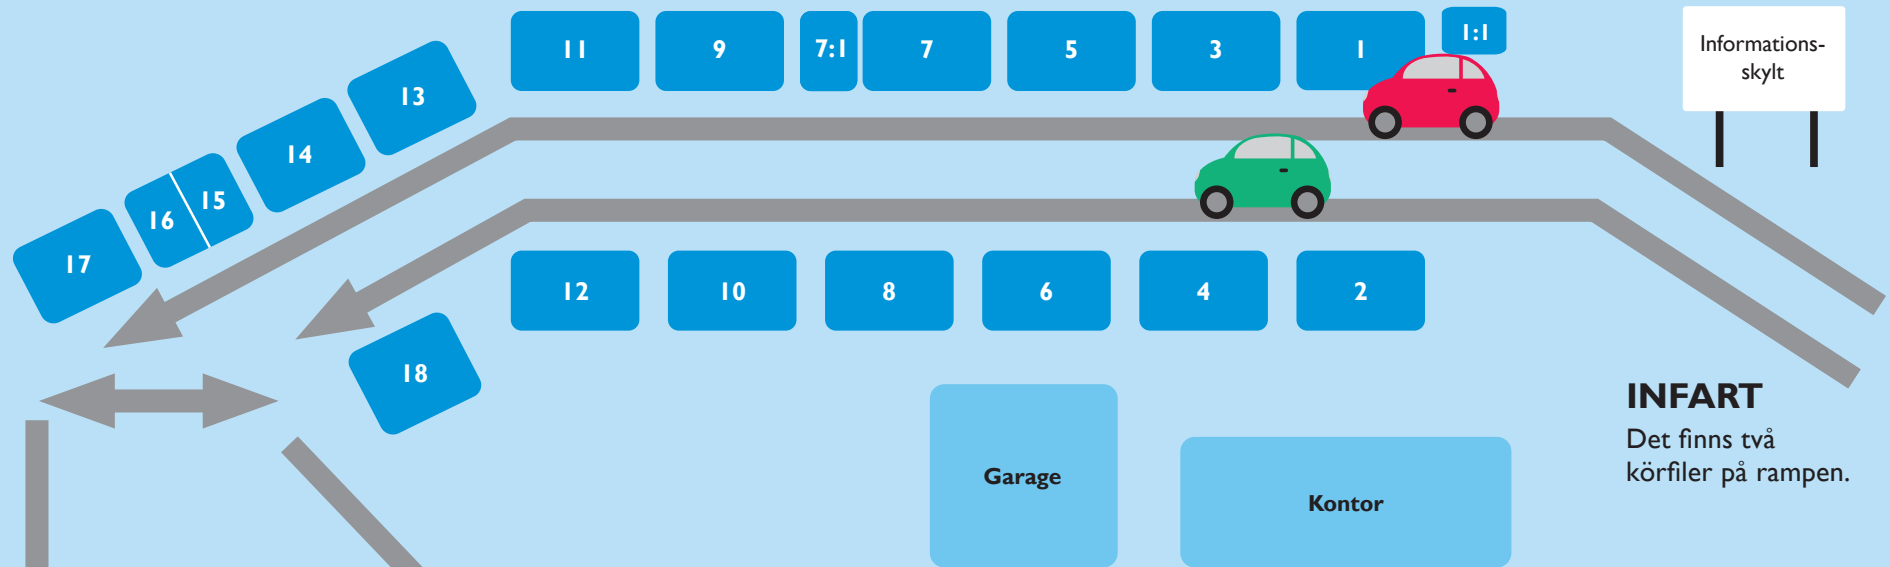 11
9
7:1
7
5
3
1
1:1
Informations-
skylt
13
14
15
16
17
12
10
8
6
4
2
18
INFART
Det finns två
körfiler på rampen.
Garage
Kontor